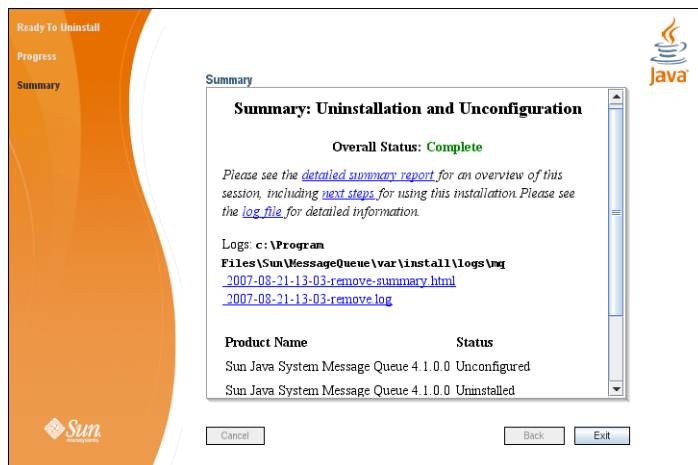 Ready To Uninstall
Progress
Summary
Java
Summary
Summary: Uninstallation and Unconfiguration
Overall Status: Complete
Please see the detailed summary report for an overview of this
session, including next steps for using this installation.Please see
the log file for detailed information.
Logs: c:\Program
Files\Sun\MessageQueue\var\install\logs\mq
2007-08-21-13-03-remove-summary.html
2007-08-21-13-03-remove.log
Product Name Status
Sun Java System Message Queue 4.1.0.0 Unconfigured
Sun Java System Message Queue 4.1.0.0 Uninstalled
Sun
microsystems
Cancel Back Exit